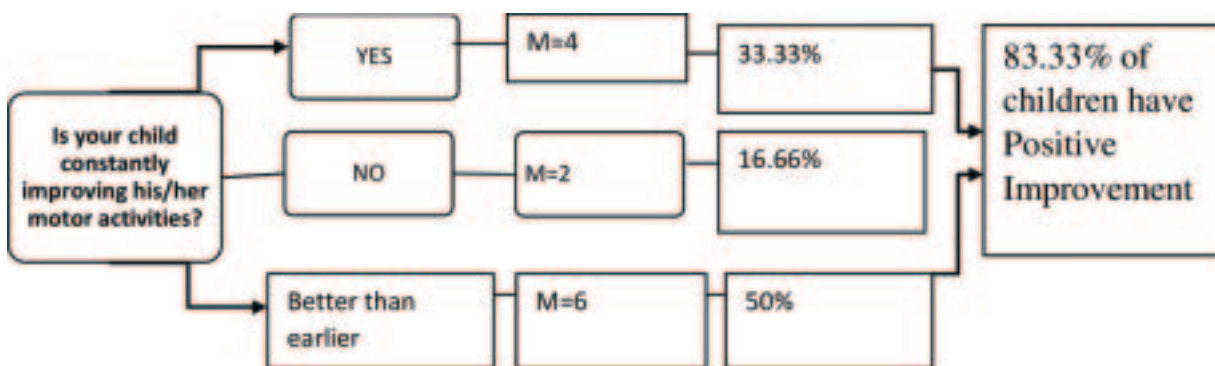 Is your child
constantly
improving his/her
motor activities?
YES
M=4
33.33%
NO
M=2
16.66%
Better than
earlier
M=6
50%
83.33% of
children have
Positive
Improvement